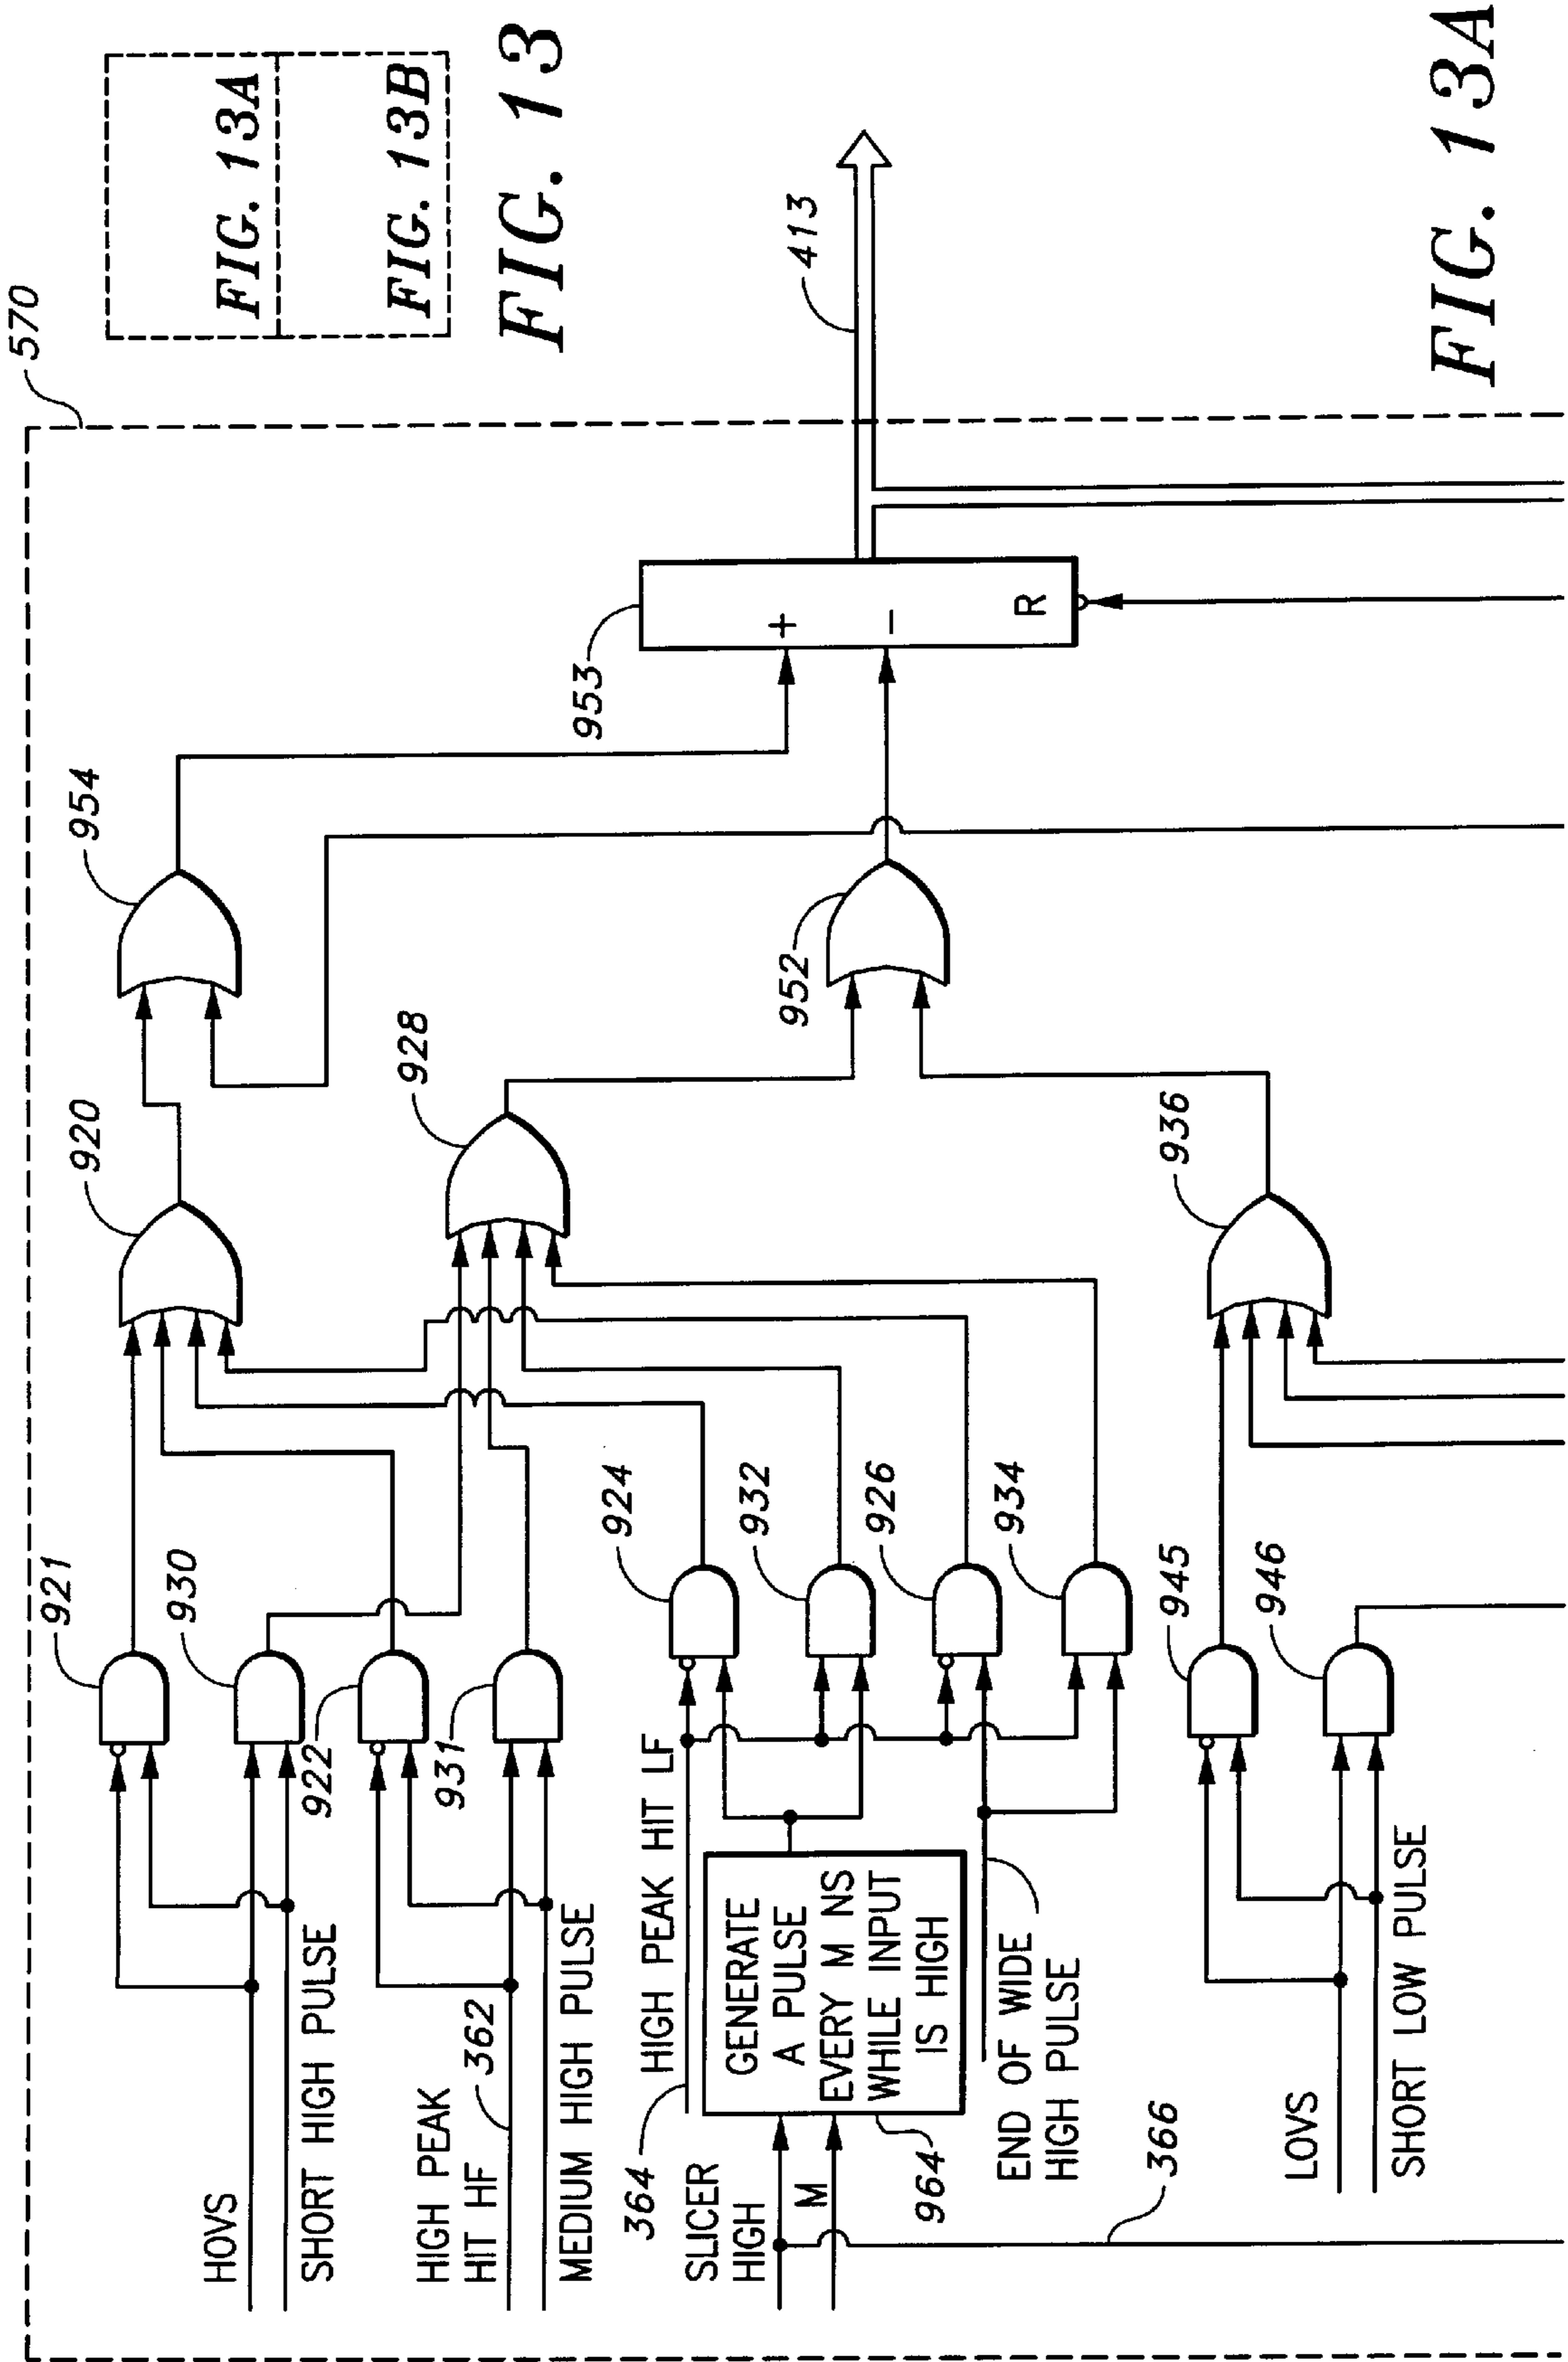 570
FIG. 13A
FIG. 13B
FIG. 13
921
920
954
HOVS
930
SHORT HIGH PULSE
922
928
HIGH PEAK
HIT HF
362
931
MEDIUM HIGH PULSE
953
+
−
R
413
364
HIGH PEAK HIT LF
924
SLICER
HIGH
M
GENERATE
A PULSE
EVERY M NS
WHILE INPUT
IS HIGH
932
952
964
926
END OF WIDE
HIGH PULSE
934
366
945
936
LOVS
946
SHORT LOW PULSE
FIG. 13A